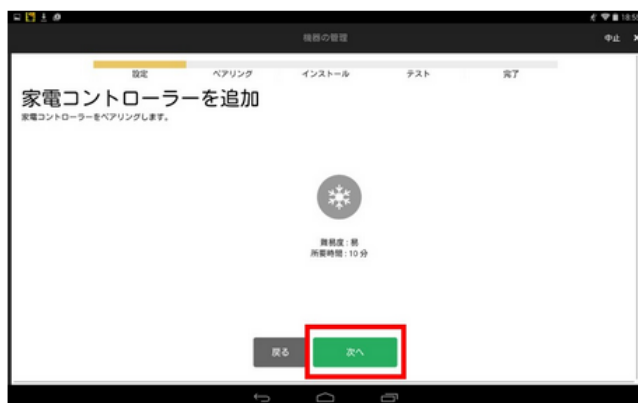 18:55
機器の管理
中止 ×
設定 ペアリング インストール テスト 完了
家電コントローラーを追加
家電コントローラーをペアリングします。
難易度 : 易
所要時間 : 10 分
戻る 次へ